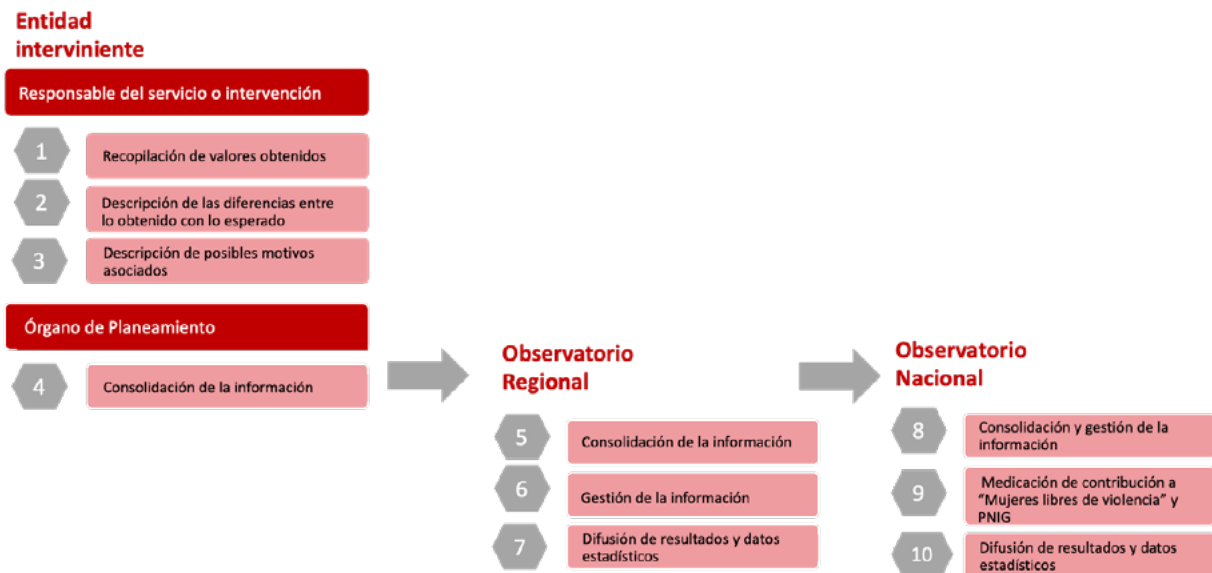 Entidad
interviniente
Responsable del servicio o intervención
1
Recopilación de valores obtenidos
2
Descripción de las diferencias entre
lo obtenido con lo esperado
3
Descripción de posibles motivos
asociados
Órgano de Planeamiento
4
Consolidación de la información
Observatorio
Regional
5
Consolidación de la información
6
Gestión de la información
7
Difusión de resultados y datos
estadísticos
Observatorio
Nacional
8
Consolidación y gestión de la
información
9
Medicación de contribución a
“Mujeres libres de violencia” y
PNIG
10
Difusión de resultados y datos
estadísticos